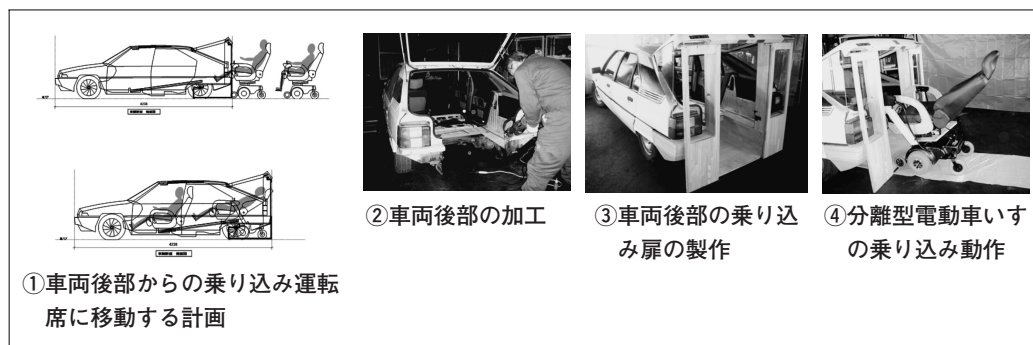 4238
②車両後部の加工
③車両後部の乗り込
み扉の製作
④分離型電動車いす
の乗り込み動作
①車両後部からの乗り込み運転
席に移動する計画